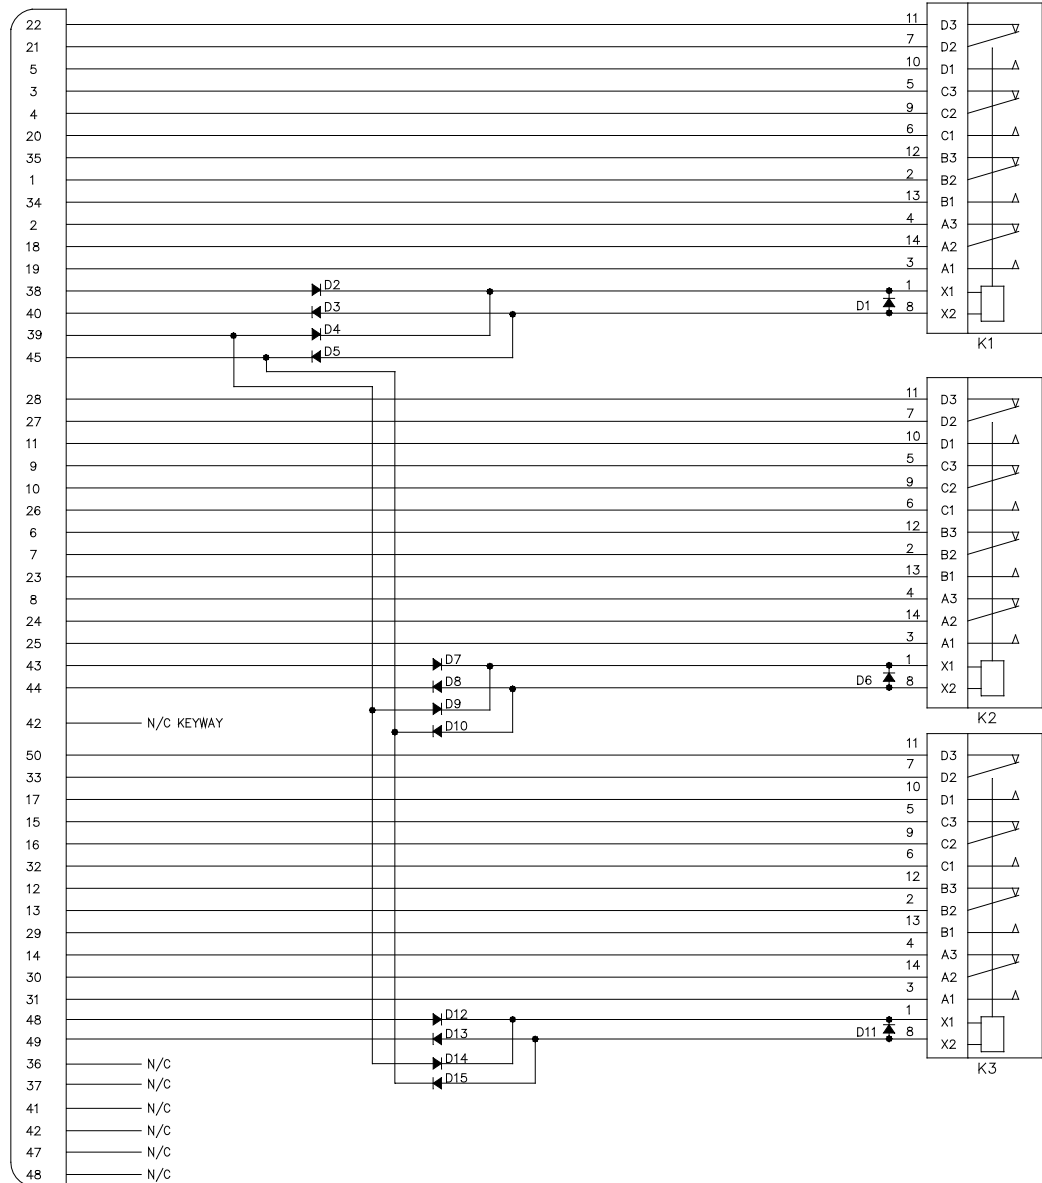 22 11 D3
21 7 D2
5 10 D1
3 5 C3
4 9 C2
20 6 C1
35 12 B3
1 2 B2
34 13 B1
2 4 A3
18 14 A2
19 3 A1
38 D2 1 X1
40 D3 D1 8 X2
39 D4
K1
45 D5
28 11 D3
27 7 D2
11 10 D1
9 5 C3
10 9 C2
26 6 C1
6 12 B3
7 2 B2
23 13 B1
8 4 A3
24 14 A2
25 3 A1
43 D7 1 X1
44 D8 D6 8 X2
D9
K2
42 N/C KEYWAY D10
50 11 D3
33 7 D2
17 10 D1
15 5 C3
16 9 C2
32 6 C1
12 12 B3
13 2 B2
29 13 B1
14 4 A3
30 14 A2
31 3 A1
48 D12 1 X1
49 D13 D11 8 X2
36 N/C D14
K3
37 N/C D15
41 N/C
42 N/C
47 N/C
48 N/C